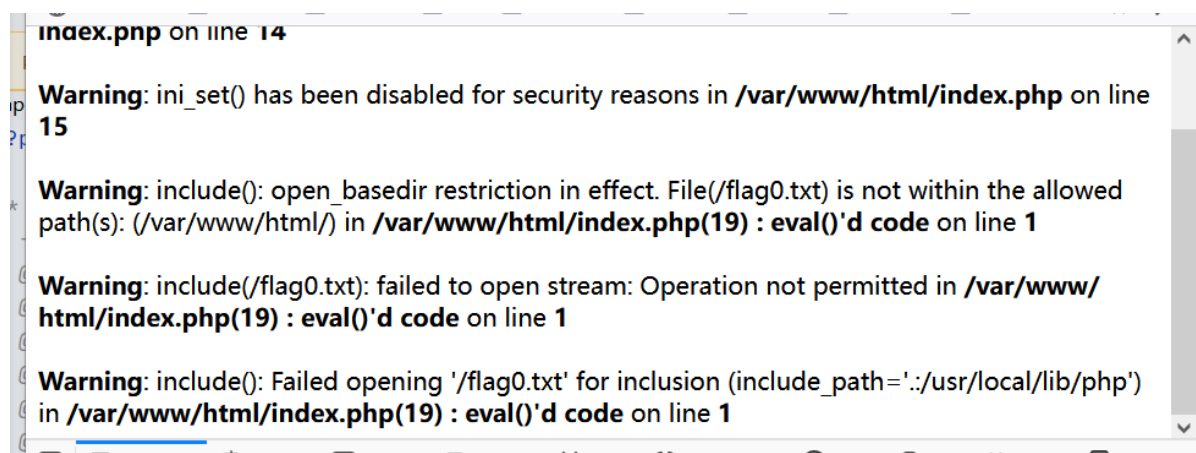 index.php on line 14
Warning: ini_set() has been disabled for security reasons in /var/www/html/index.php on line
15
Warning: include(): open_basedir restriction in effect. File(/flag0.txt) is not within the allowed
path(s): (/var/www/html/) in /var/www/html/index.php(19) : eval()'d code on line 1
Warning: include(/flag0.txt): failed to open stream: Operation not permitted in /var/www/
html/index.php(19) : eval()'d code on line 1
Warning: include(): Failed opening '/flag0.txt' for inclusion (include_path='.:/usr/local/lib/php')
in /var/www/html/index.php(19) : eval()'d code on line 1